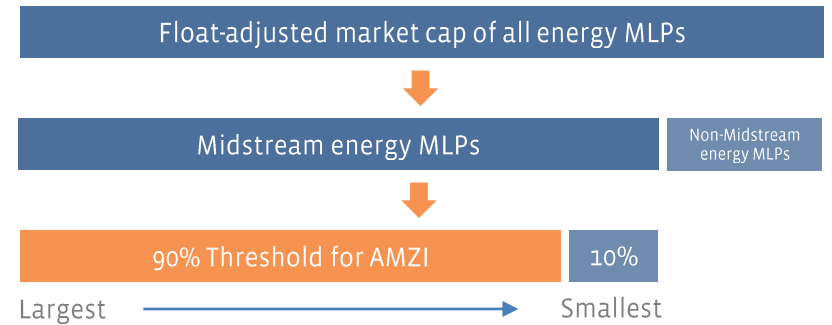 Float-adjusted market cap of all energy MLPs
Midstream energy MLPs
Non-Midstream
energy MLPs
90% Threshold for AMZI
10%
Largest
Smallest